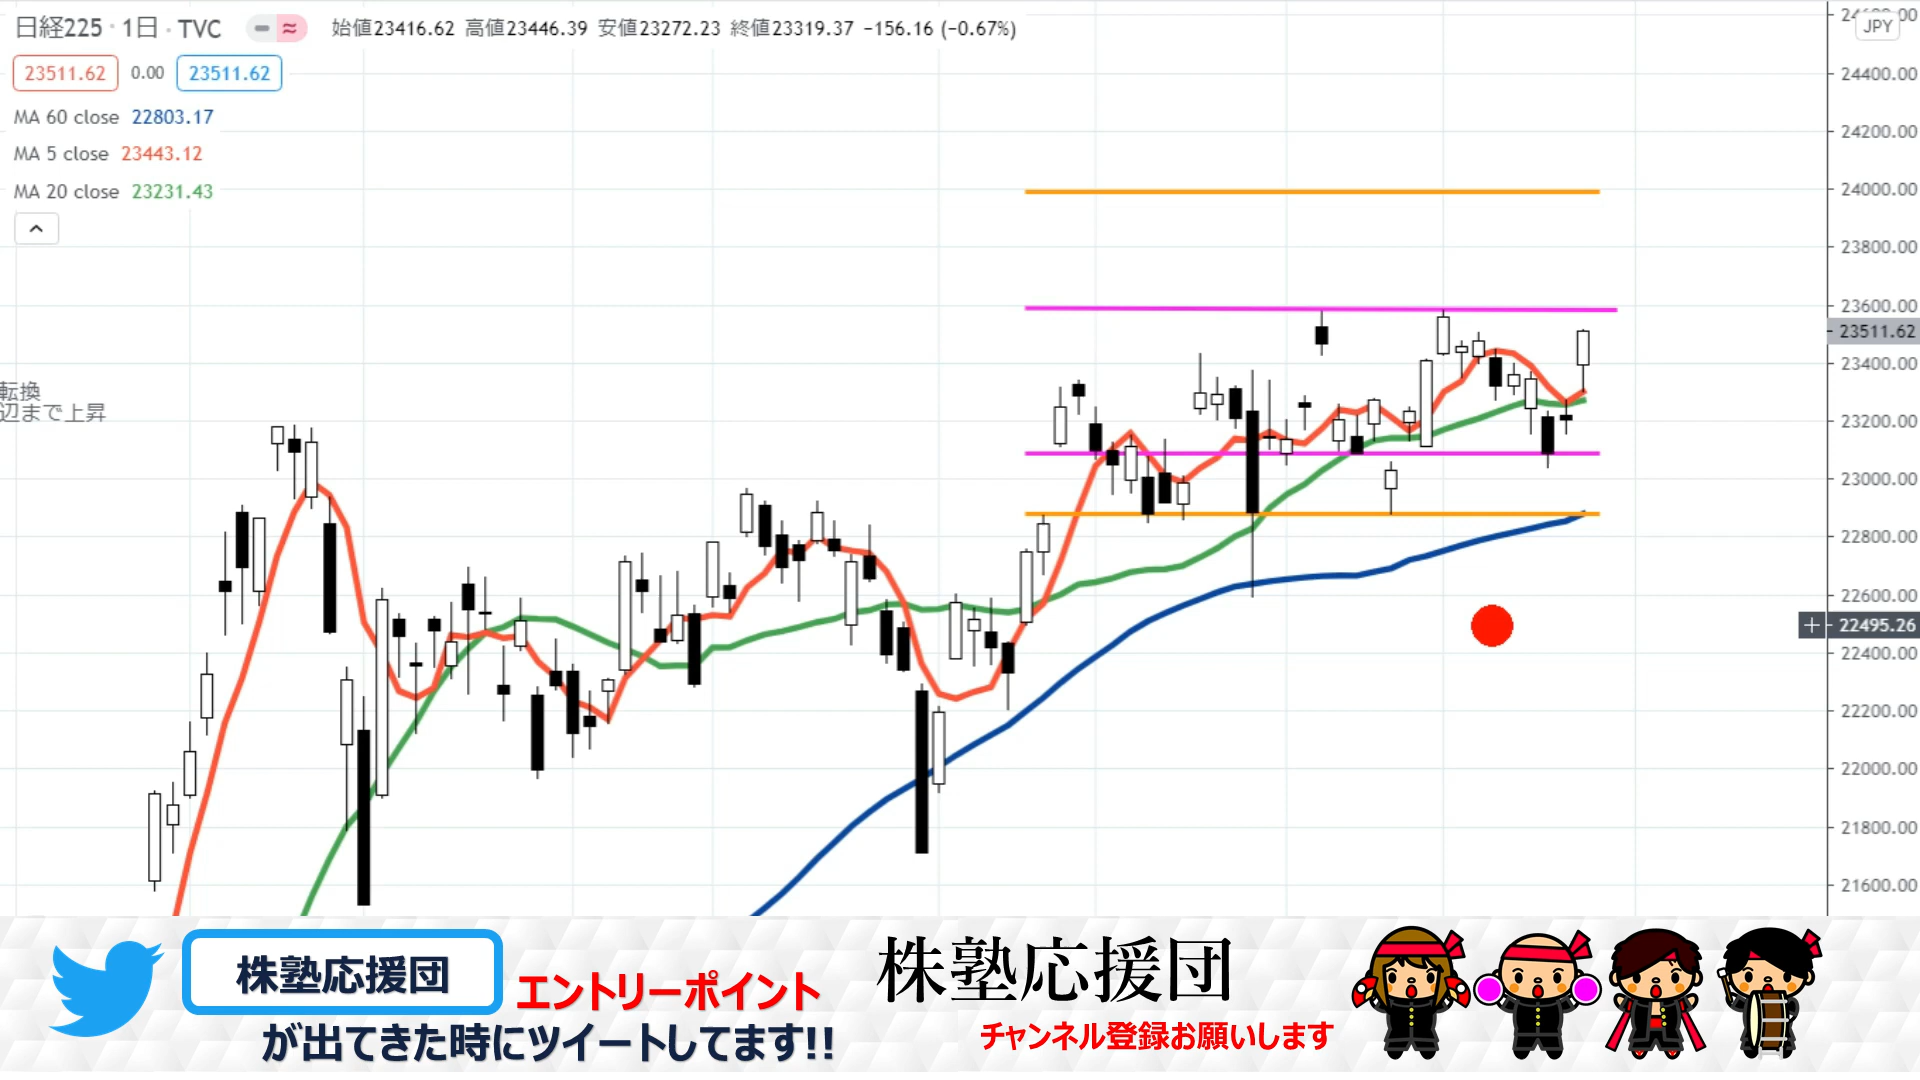 日経225 · 1日 · TVC
始値23416.62 高値23446.39 安値23272.23 終値23319.37 −156.16 (−0.67%)
23511.62 0.00 23511.62
MA 60 close 22803.17
MA 5 close 23443.12
MA 20 close 23231.43
転換
辺まで上昇
JPY
24400.00
24200.00
24000.00
23800.00
23600.00
23511.62
23400.00
23200.00
23000.00
22800.00
22600.00
22495.26
22400.00
22200.00
22000.00
21800.00
21600.00
株塾応援団
エントリーポイント
が出てきた時にツイートしてます!!
株塾応援団
チャンネル登録お願いします